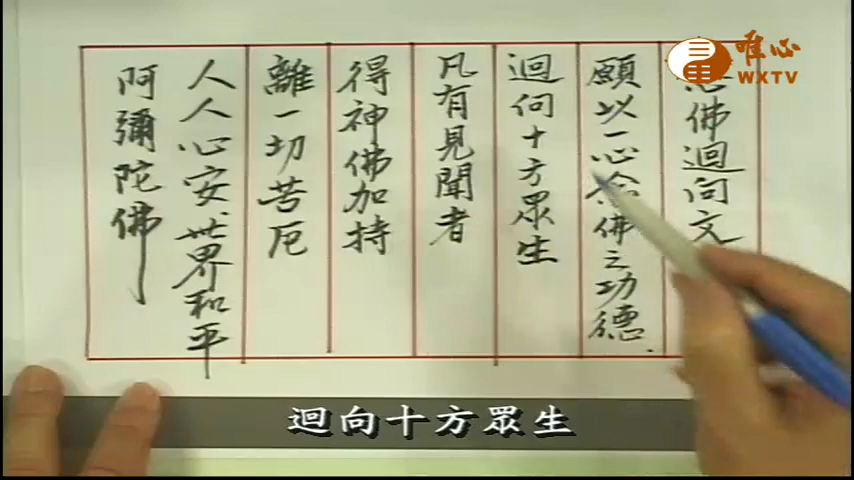 佛迴向文
願以一心念佛之功德
迴向十方眾生
凡有見聞者
得神佛加持
離一切苦厄
人人心安世界和平
阿彌陀佛
唯心
WXTV
迴向十方眾生